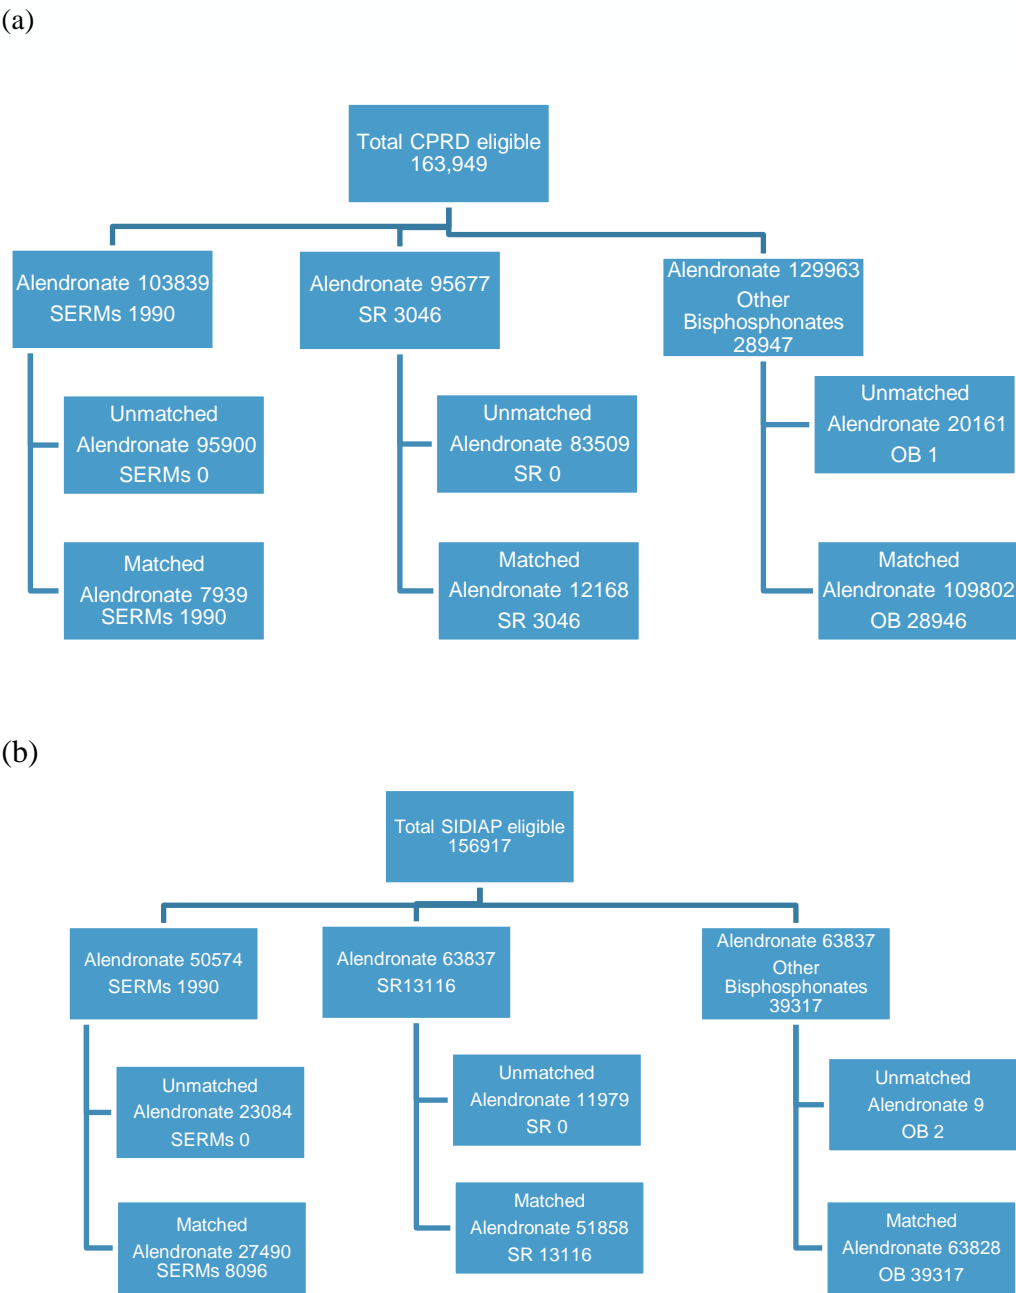 (a)
Total CPRD eligible
163,949
Alendronate 103839
SERMs 1990
Alendronate 95677
SR 3046
Alendronate 129963
Other
Bisphosphonates
28947
Unmatched
Alendronate 95900
SERMs 0
Unmatched
Alendronate 83509
SR 0
Unmatched
Alendronate 20161
OB 1
Matched
Alendronate 7939
SERMs 1990
Matched
Alendronate 12168
SR 3046
Matched
Alendronate 109802
OB 28946
(b)
Total SIDIAP eligible
156917
Alendronate 50574
SERMs 1990
Alendronate 63837
SR13116
Alendronate 63837
Other
Bisphosphonates
39317
Unmatched
Alendronate 23084
SERMs 0
Unmatched
Alendronate 11979
SR 0
Unmatched
Alendronate 9
OB 2
Matched
Alendronate 27490
SERMs 8096
Matched
Alendronate 51858
SR 13116
Matched
Alendronate 63828
OB 39317